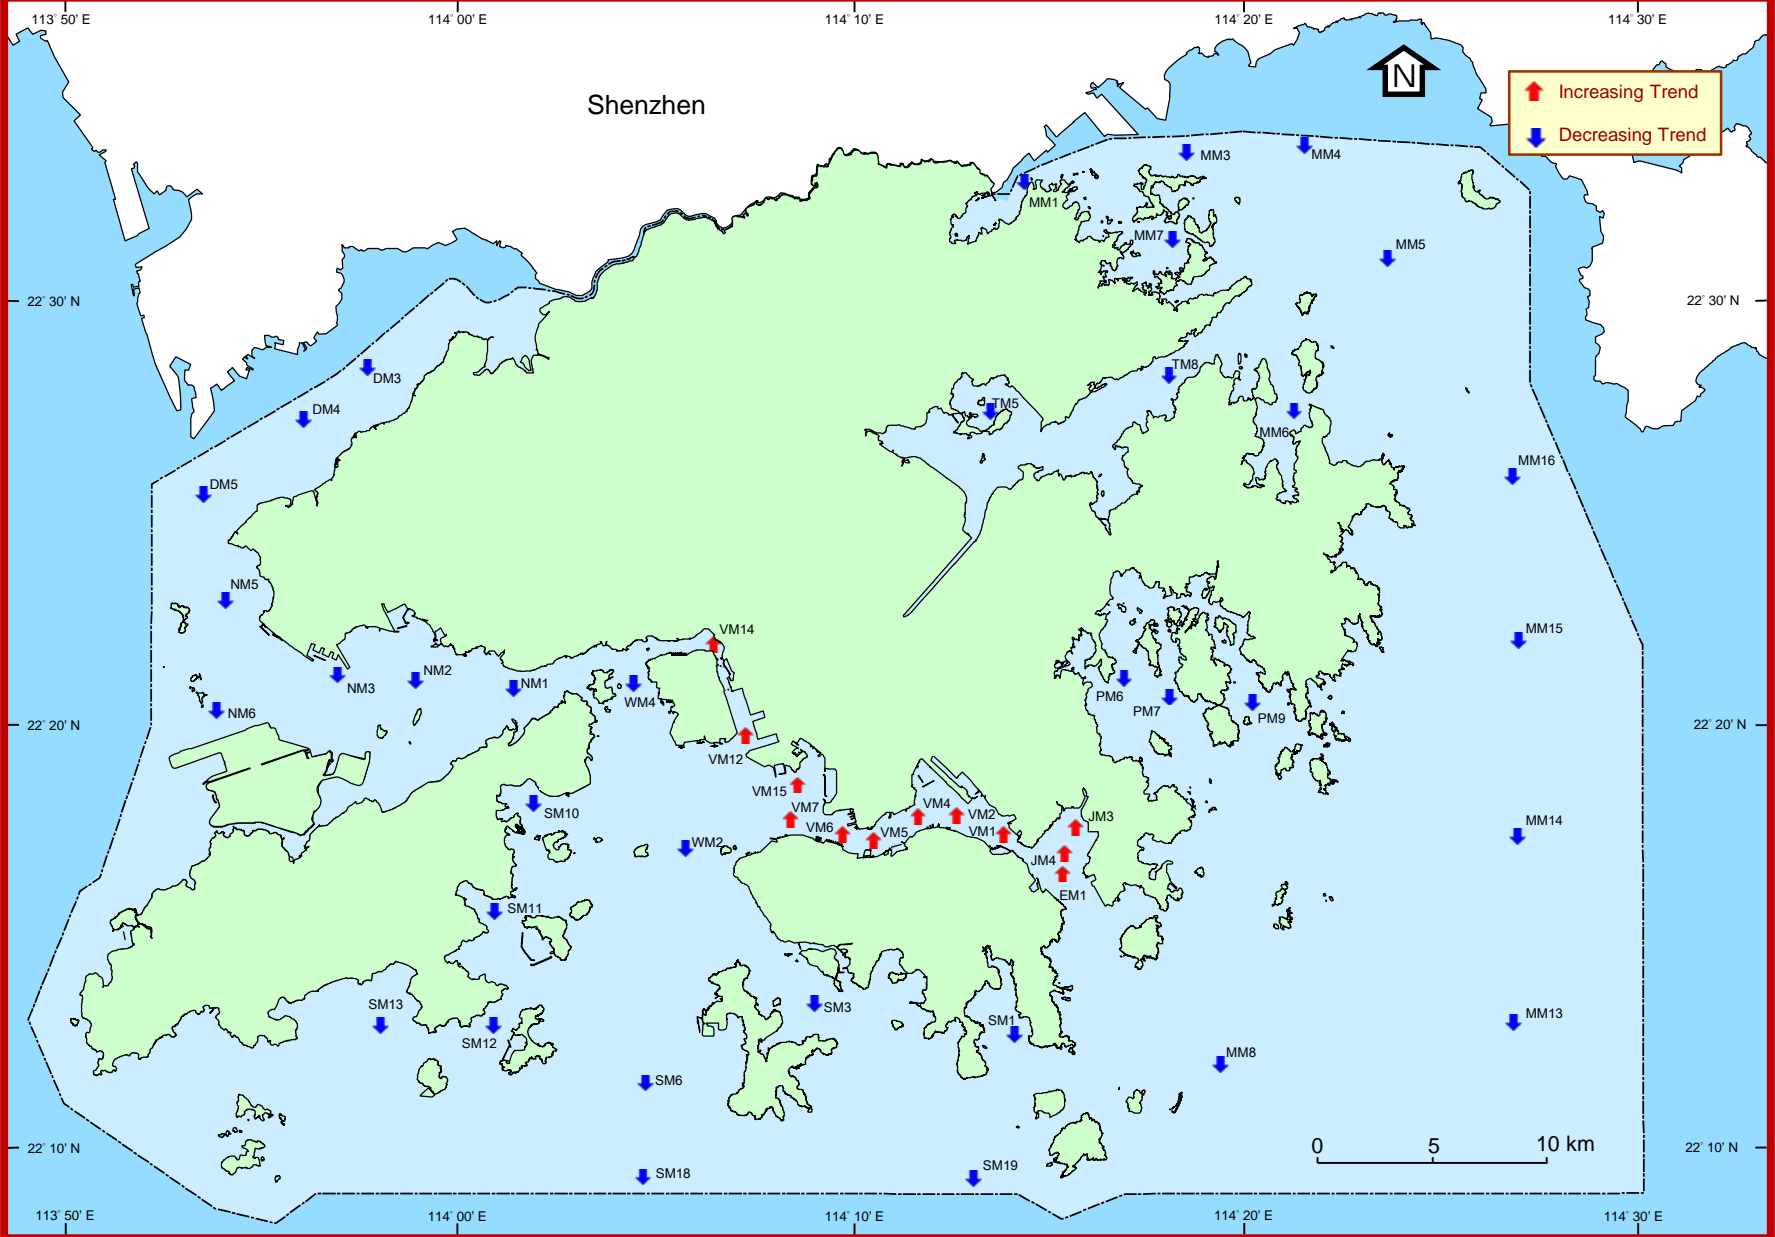 113° 50' E
114° 00' E
114° 10' E
114° 20' E
114° 30' E
N
Increasing Trend
Decreasing Trend
Shenzhen
MM3
MM4
MM1
MM7
MM5
22° 30' N
22° 30' N
DM3
TM8
DM4
TM5
MM6
MM16
DM5
NM5
VM14
MM15
NM2
NM1
NM3
WM4
PM6
PM7
PM9
NM6
22° 20' N
22° 20' N
VM12
VM15
SM10
VM7
VM4
VM2
JM3
VM6
VM5
VM1
MM14
WM2
JM4
EM1
SM11
SM13
SM3
SM1
MM13
SM12
MM8
SM6
22° 10' N
0
5
10 km
22° 10' N
SM18
SM19
113° 50' E
114° 00' E
114° 10' E
114° 20' E
114° 30' E